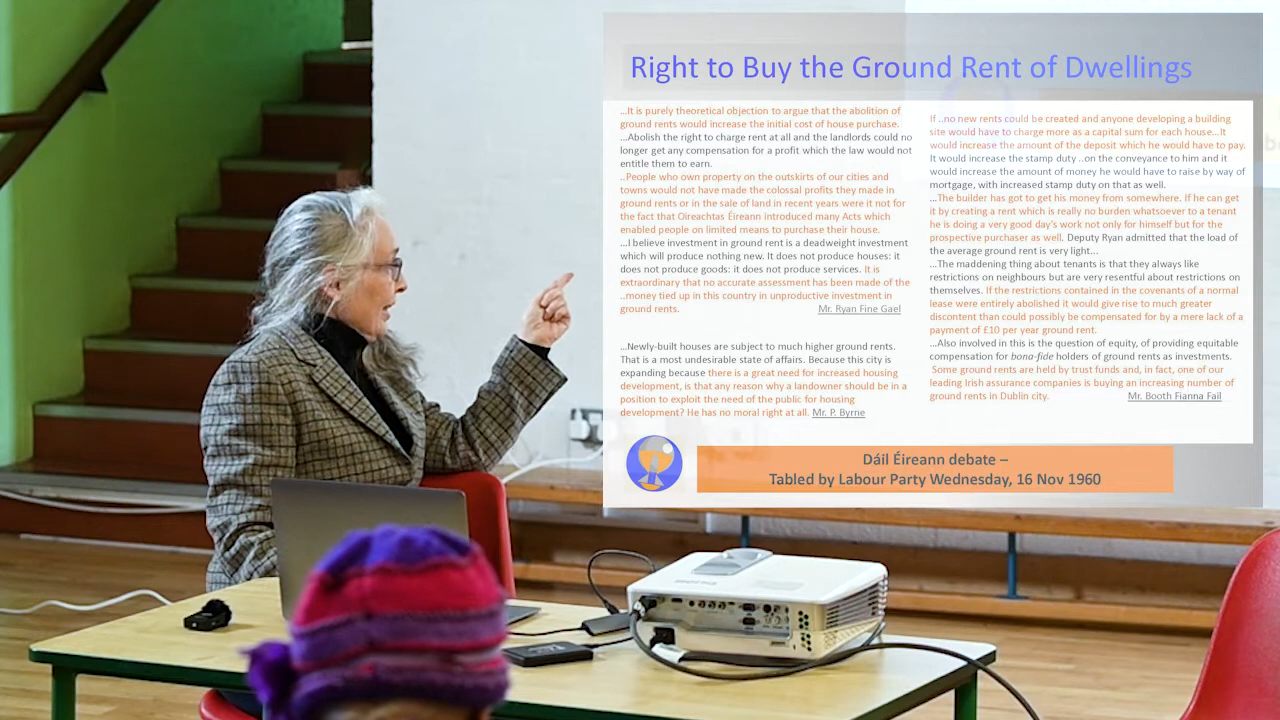 Right to Buy the Ground Rent of Dwellings
...It is purely theoretical objection to argue that the abolition of
ground rents would increase the initial cost of house purchase.
...Abolish the right to charge rent at all and the landlords could no
longer get any compensation for a profit which the law would not
entitle them to earn.
..People who own property on the outskirts of our cities and
towns would not have made the colossal profits they made in
ground rents or in the sale of land in recent years were it not for
the fact that Oireachtas Éireann introduced many Acts which
enabled people on limited means to purchase their house.
...I believe investment in ground rent is a deadweight investment
which will produce nothing new. It does not produce houses: it
does not produce goods: it does not produce services. It is
extraordinary that no accurate assessment has been made of the
..money tied up in this country in unproductive investment in
ground rents. Mr. Ryan Fine Gael
...Newly-built houses are subject to much higher ground rents.
That is a most undesirable state of affairs. Because this city is
expanding because there is a great need for increased housing
development, is that any reason why a landowner should be in a
position to exploit the need of the public for housing
development? He has no moral right at all. Mr. P. Byrne
If ..no new rents could be created and anyone developing a building
site would have to charge more as a capital sum for each house...It
would increase the amount of the deposit which he would have to pay.
It would increase the stamp duty ..on the conveyance to him and it
would increase the amount of money he would have to raise by way of
mortgage, with increased stamp duty on that as well.
...The builder has got to get his money from somewhere. If he can get
it by creating a rent which is really no burden whatsoever to a tenant
he is doing a very good day's work not only for himself but for the
prospective purchaser as well. Deputy Ryan admitted that the load of
the average ground rent is very light...
...The maddening thing about tenants is that they always like
restrictions on neighbours but are very resentful about restrictions on
themselves. If the restrictions contained in the covenants of a normal
lease were entirely abolished it would give rise to much greater
discontent than could possibly be compensated for by a mere lack of a
payment of £10 per year ground rent.
...Also involved in this is the question of equity, of providing equitable
compensation for bona-fide holders of ground rents as investments.
Some ground rents are held by trust funds and, in fact, one of our
leading Irish assurance companies is buying an increasing number of
ground rents in Dublin city. Mr. Booth Fianna Fail
Dáil Éireann debate –
Tabled by Labour Party Wednesday, 16 Nov 1960